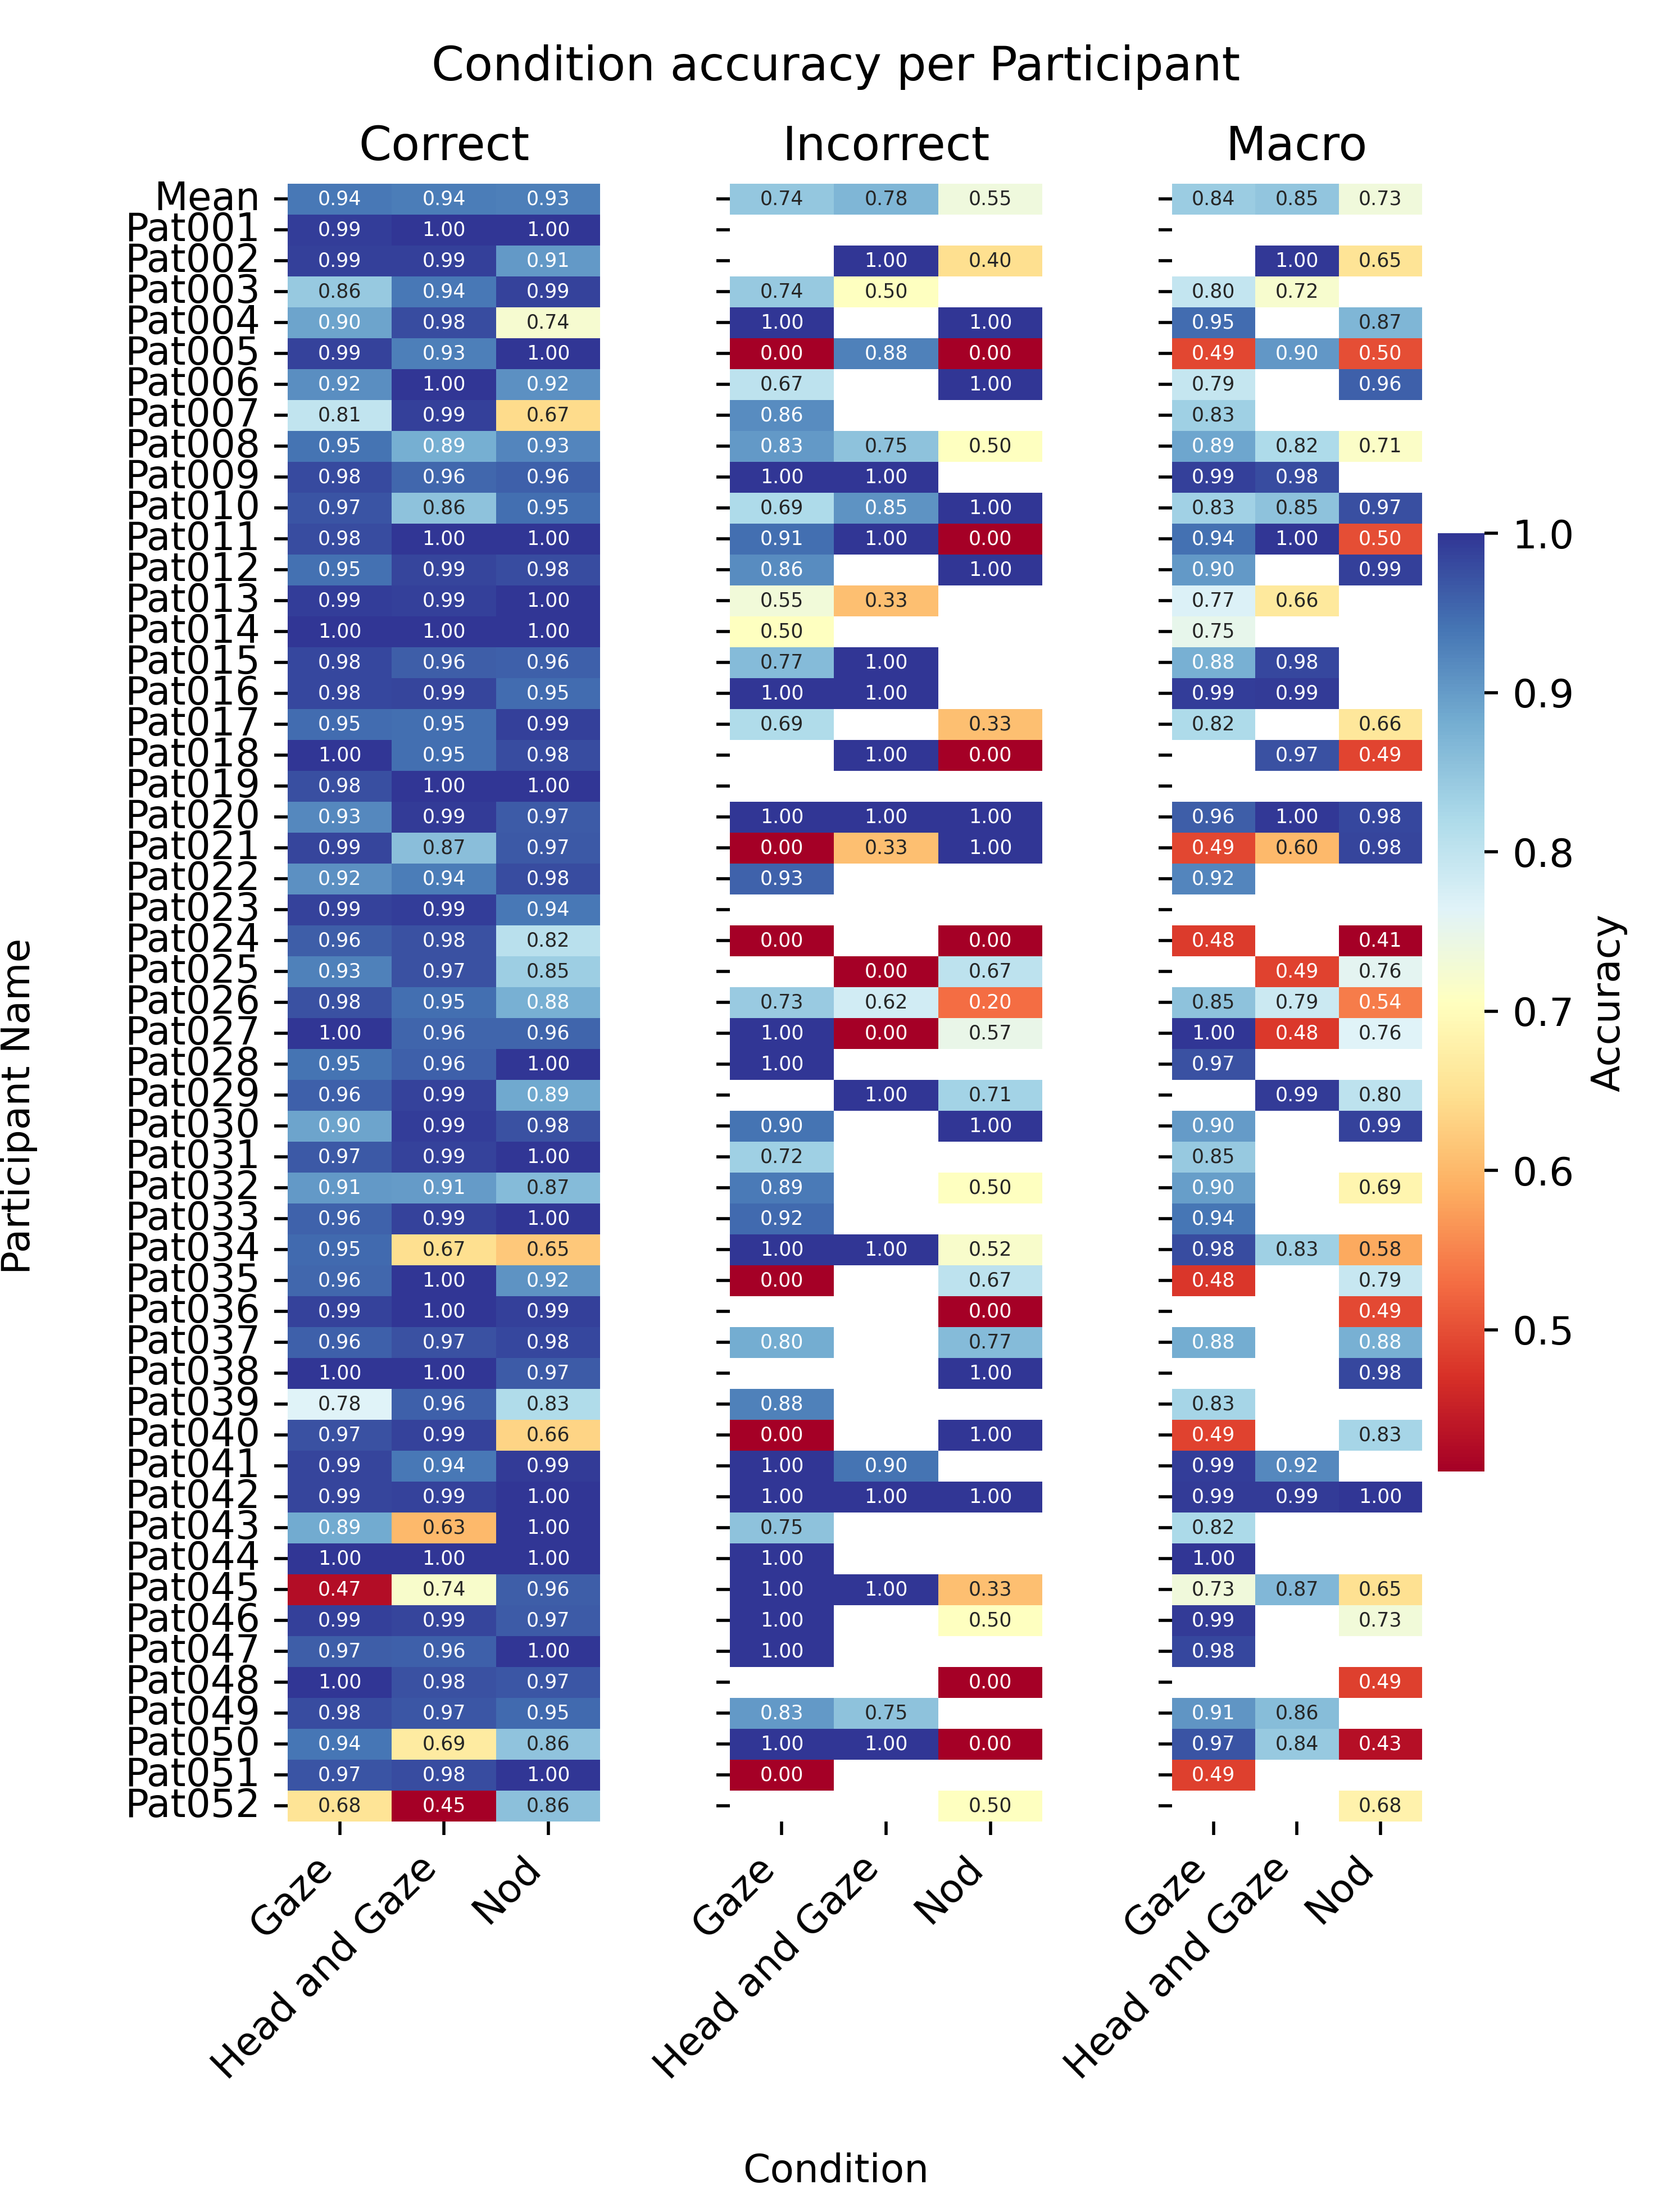 Condition accuracy per Participant
Correct Incorrect Macro
Mean 0.94 0.94 0.93 0.74 0.78 0.55 0.84 0.85 0.73
Pat001 0.99 1.00 1.00
Pat002 0.99 0.99 0.91 1.00 0.40 1.00 0.65
Pat003 0.86 0.94 0.99 0.74 0.50 0.80 0.72
Pat004 0.90 0.98 0.74 1.00 1.00 0.95 0.87
Pat005 0.99 0.93 1.00 0.00 0.88 0.00 0.49 0.90 0.50
Pat006 0.92 1.00 0.92 0.67 1.00 0.79 0.96
Pat007 0.81 0.99 0.67 0.86 0.83
Pat008 0.95 0.89 0.93 0.83 0.75 0.50 0.89 0.82 0.71
Pat009 0.98 0.96 0.96 1.00 1.00 0.99 0.98
Pat010 0.97 0.86 0.95 0.69 0.85 1.00 0.83 0.85 0.97
Pat011 0.98 1.00 1.00 0.91 1.00 0.00 0.94 1.00 0.50
Pat012 0.95 0.99 0.98 0.86 1.00 0.90 0.99
Pat013 0.99 0.99 1.00 0.55 0.33 0.77 0.66
Pat014 1.00 1.00 1.00 0.50 0.75
Pat015 0.98 0.96 0.96 0.77 1.00 0.88 0.98
Pat016 0.98 0.99 0.95 1.00 1.00 0.99 0.99
Pat017 0.95 0.95 0.99 0.69 0.33 0.82 0.66
Pat018 1.00 0.95 0.98 1.00 0.00 0.97 0.49
Pat019 0.98 1.00 1.00
Pat020 0.93 0.99 0.97 1.00 1.00 1.00 0.96 1.00 0.98
Pat021 0.99 0.87 0.97 0.00 0.33 1.00 0.49 0.60 0.98
Pat022 0.92 0.94 0.98 0.93 0.92
Pat023 0.99 0.99 0.94
Pat024 0.96 0.98 0.82 0.00 0.00 0.48 0.41
Pat025 0.93 0.97 0.85 0.00 0.67 0.49 0.76
Pat026 0.98 0.95 0.88 0.73 0.62 0.20 0.85 0.79 0.54
Pat027 1.00 0.96 0.96 1.00 0.00 0.57 1.00 0.48 0.76
Pat028 0.95 0.96 1.00 1.00 0.97
Pat029 0.96 0.99 0.89 1.00 0.71 0.99 0.80
Pat030 0.90 0.99 0.98 0.90 1.00 0.90 0.99
Pat031 0.97 0.99 1.00 0.72 0.85
Pat032 0.91 0.91 0.87 0.89 0.50 0.90 0.69
Pat033 0.96 0.99 1.00 0.92 0.94
Pat034 0.95 0.67 0.65 1.00 1.00 0.52 0.98 0.83 0.58
Pat035 0.96 1.00 0.92 0.00 0.67 0.48 0.79
Pat036 0.99 1.00 0.99 0.00 0.49
Pat037 0.96 0.97 0.98 0.80 0.77 0.88 0.88
Pat038 1.00 1.00 0.97 1.00 0.98
Pat039 0.78 0.96 0.83 0.88 0.83
Pat040 0.97 0.99 0.66 0.00 1.00 0.49 0.83
Pat041 0.99 0.94 0.99 1.00 0.90 0.99 0.92
Pat042 0.99 0.99 1.00 1.00 1.00 1.00 0.99 0.99 1.00
Pat043 0.89 0.63 1.00 0.75 0.82
Pat044 1.00 1.00 1.00 1.00 1.00
Pat045 0.47 0.74 0.96 1.00 1.00 0.33 0.73 0.87 0.65
Pat046 0.99 0.99 0.97 1.00 0.50 0.99 0.73
Pat047 0.97 0.96 1.00 1.00 0.98
Pat048 1.00 0.98 0.97 0.00 0.49
Pat049 0.98 0.97 0.95 0.83 0.75 0.91 0.86
Pat050 0.94 0.69 0.86 1.00 1.00 0.00 0.97 0.84 0.43
Pat051 0.97 0.98 1.00 0.00 0.49
Pat052 0.68 0.45 0.86 0.50 0.68
Gaze Head and Gaze Nod Gaze Head and Gaze Nod Gaze Head and Gaze Nod
Condition
Participant Name
1.0
0.9
0.8
0.7
0.6
0.5
Accuracy